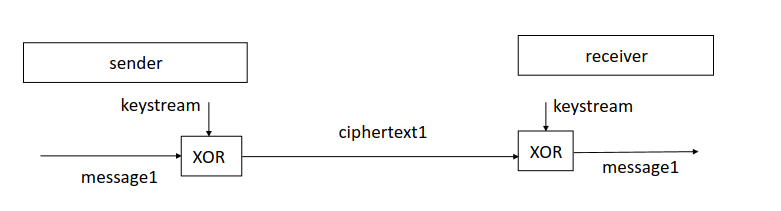 sender
receiver
keystream
keystream
ciphertext1
XOR
XOR
message1
message1